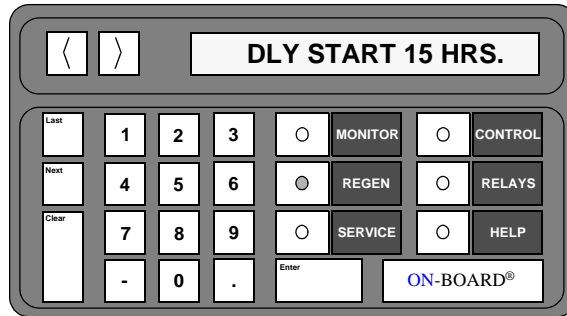 〈 〉 DLY START 15 HRS.
Last 1 2 3 MONITOR CONTROL
Next 4 5 6 REGEN RELAYS
Clear 7 8 9 SERVICE HELP
- 0 . Enter ON-BOARD®